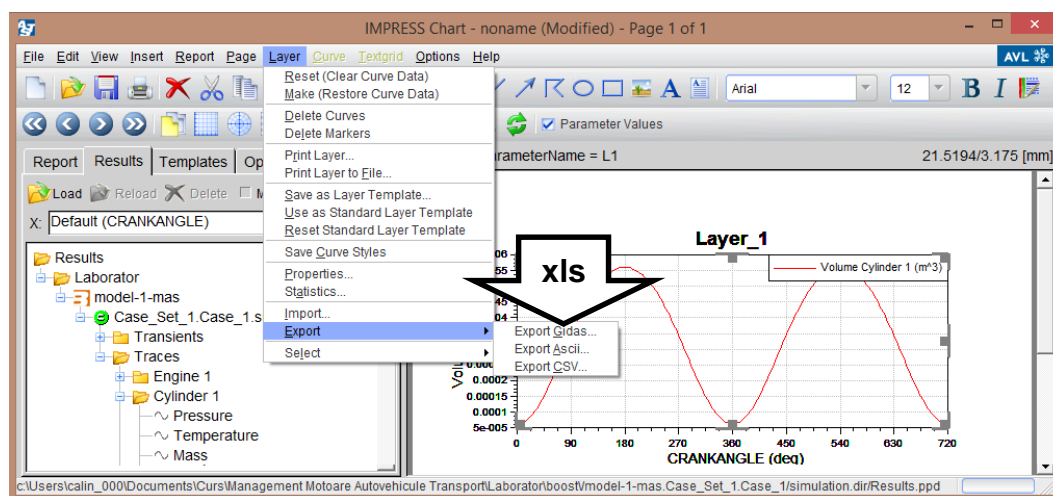 IMPRESS Chart - noname (Modified) - Page 1 of 1
File Edit View Insert Report Page Layer Curve Textgrid Options Help
AVL
Arial 12 B I
Parameter Values
Report Results Templates Op
rameterName = L1 21.5194/3.175 [mm]
Load Reload Delete M
X: Default (CRANKANGLE)
Results
Laborator
model-1-mas
Case_Set_1.Case_1.s
Transients
Traces
Engine 1
Cylinder 1
Pressure
Temperature
Mass
Reset (Clear Curve Data)
Make (Restore Curve Data)
Delete Curves
Delete Markers
Print Layer...
Print Layer to File...
Save as Layer Template...
Use as Standard Layer Template
Reset Standard Layer Template
Save Curve Styles
Properties...
Statistics...
Import...
Export
Select
Export Gidas...
Export Ascii...
Export CSV...
xls
Layer_1
Volume Cylinder 1 (m^3)
0.0002
0.00015
0.0001
5e-005
0 90 180 270 360 450 540 630 720
CRANKANGLE (deg)
c:\Users\calin_000\Documents\Curs\Management Motoare Autovehicule Transport\Laborator\boost\/model-1-mas.Case_Set_1.Case_1/simulation.dir/Results.ppd